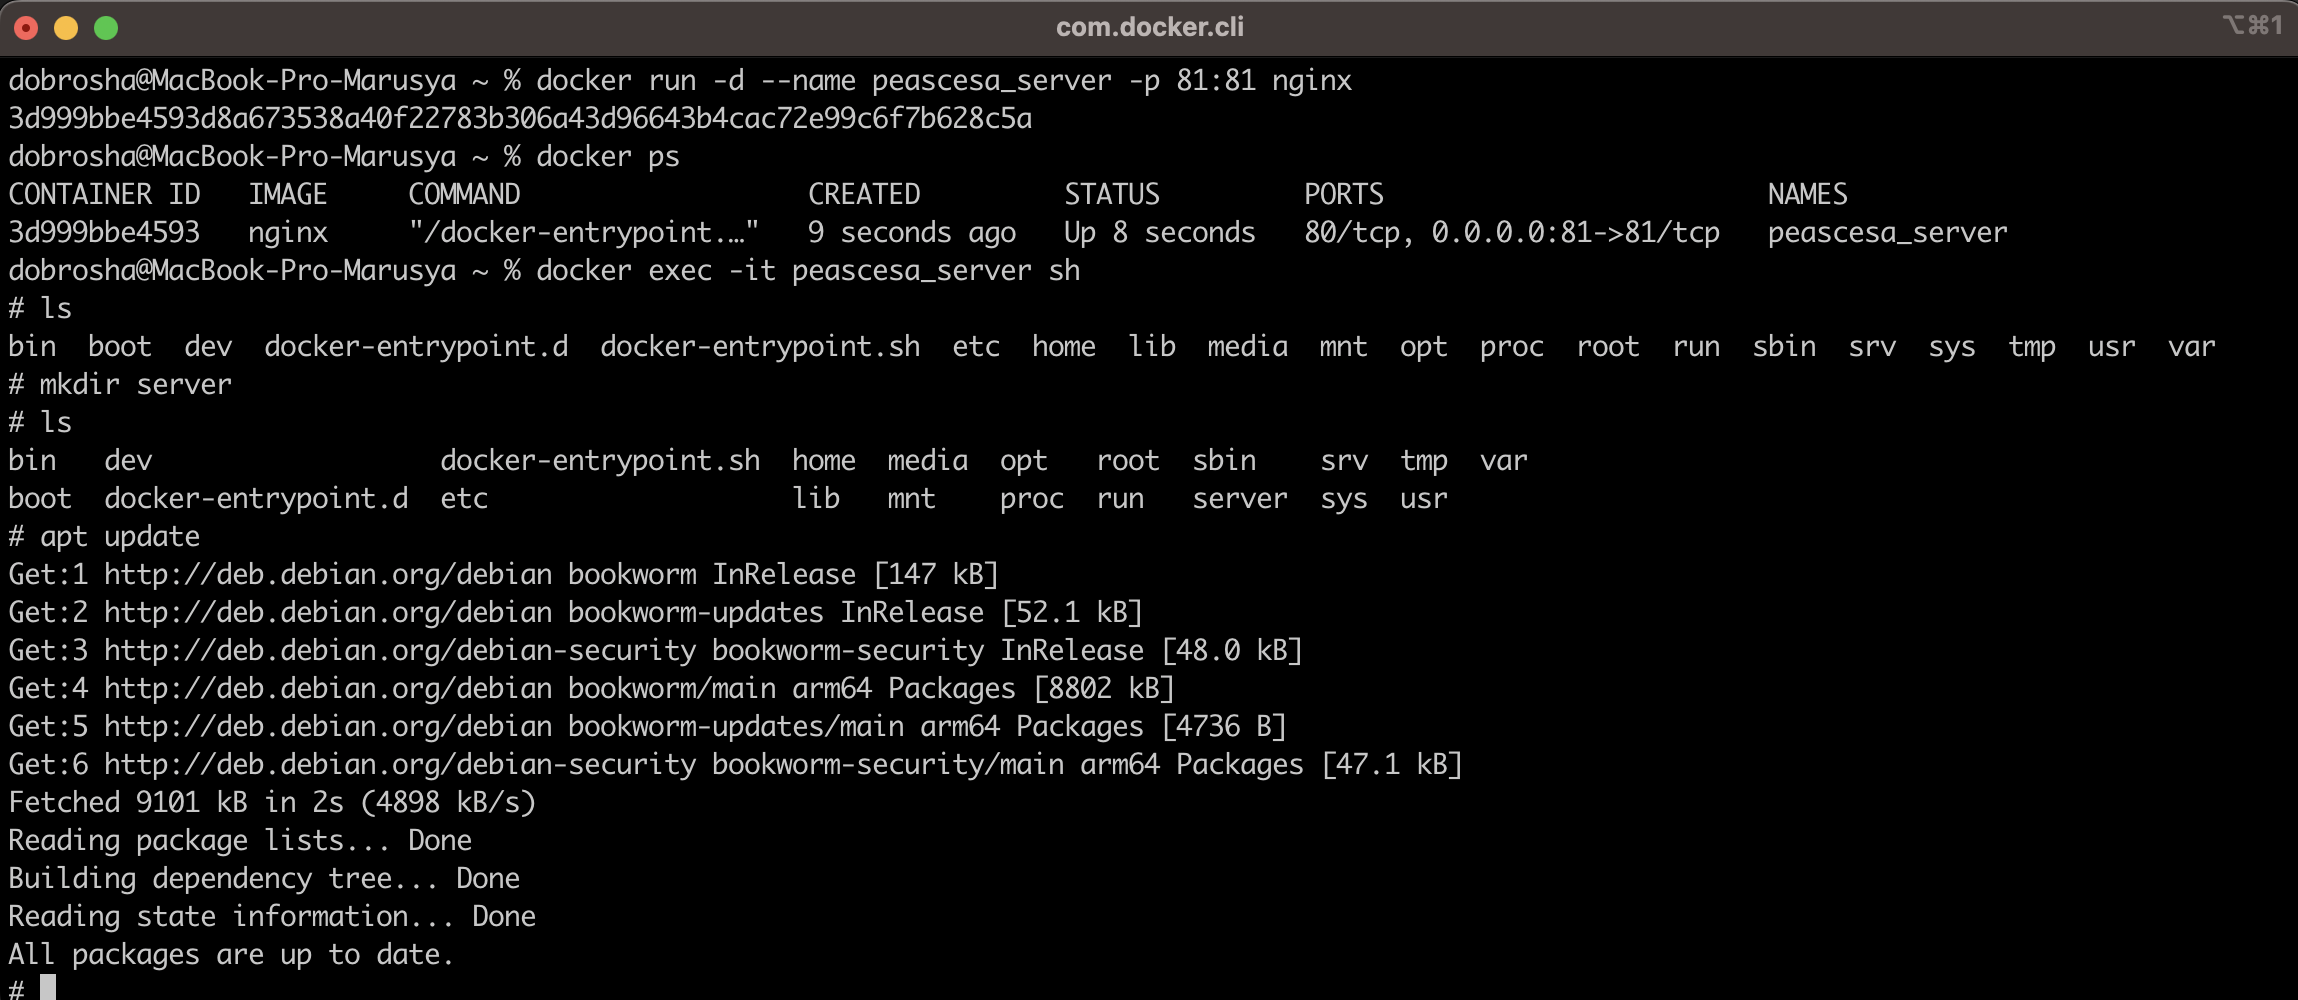 com.docker.cli
⌥⌘1
dobrosha@MacBook-Pro-Marusya ~ % docker run -d --name peascesa_server -p 81:81 nginx
3d999bbe4593d8a673538a40f22783b306a43d96643b4cac72e99c6f7b628c5a
dobrosha@MacBook-Pro-Marusya ~ % docker ps
CONTAINER ID   IMAGE     COMMAND                  CREATED         STATUS         PORTS                        NAMES
3d999bbe4593   nginx     "/docker-entrypoint.…"   9 seconds ago   Up 8 seconds   80/tcp, 0.0.0.0:81->81/tcp   peascesa_server
dobrosha@MacBook-Pro-Marusya ~ % docker exec -it peascesa_server sh
# ls
bin  boot  dev  docker-entrypoint.d  docker-entrypoint.sh  etc  home  lib  media  mnt  opt  proc  root  run  sbin  srv  sys  tmp  usr  var
# mkdir server
# ls
bin   dev                  docker-entrypoint.sh  home  media  opt   root  sbin    srv  tmp  var
boot  docker-entrypoint.d  etc                   lib   mnt    proc  run   server  sys  usr
# apt update
Get:1 http://deb.debian.org/debian bookworm InRelease [147 kB]
Get:2 http://deb.debian.org/debian bookworm-updates InRelease [52.1 kB]
Get:3 http://deb.debian.org/debian-security bookworm-security InRelease [48.0 kB]
Get:4 http://deb.debian.org/debian bookworm/main arm64 Packages [8802 kB]
Get:5 http://deb.debian.org/debian bookworm-updates/main arm64 Packages [4736 B]
Get:6 http://deb.debian.org/debian-security bookworm-security/main arm64 Packages [47.1 kB]
Fetched 9101 kB in 2s (4898 kB/s)
Reading package lists... Done
Building dependency tree... Done
Reading state information... Done
All packages are up to date.
#